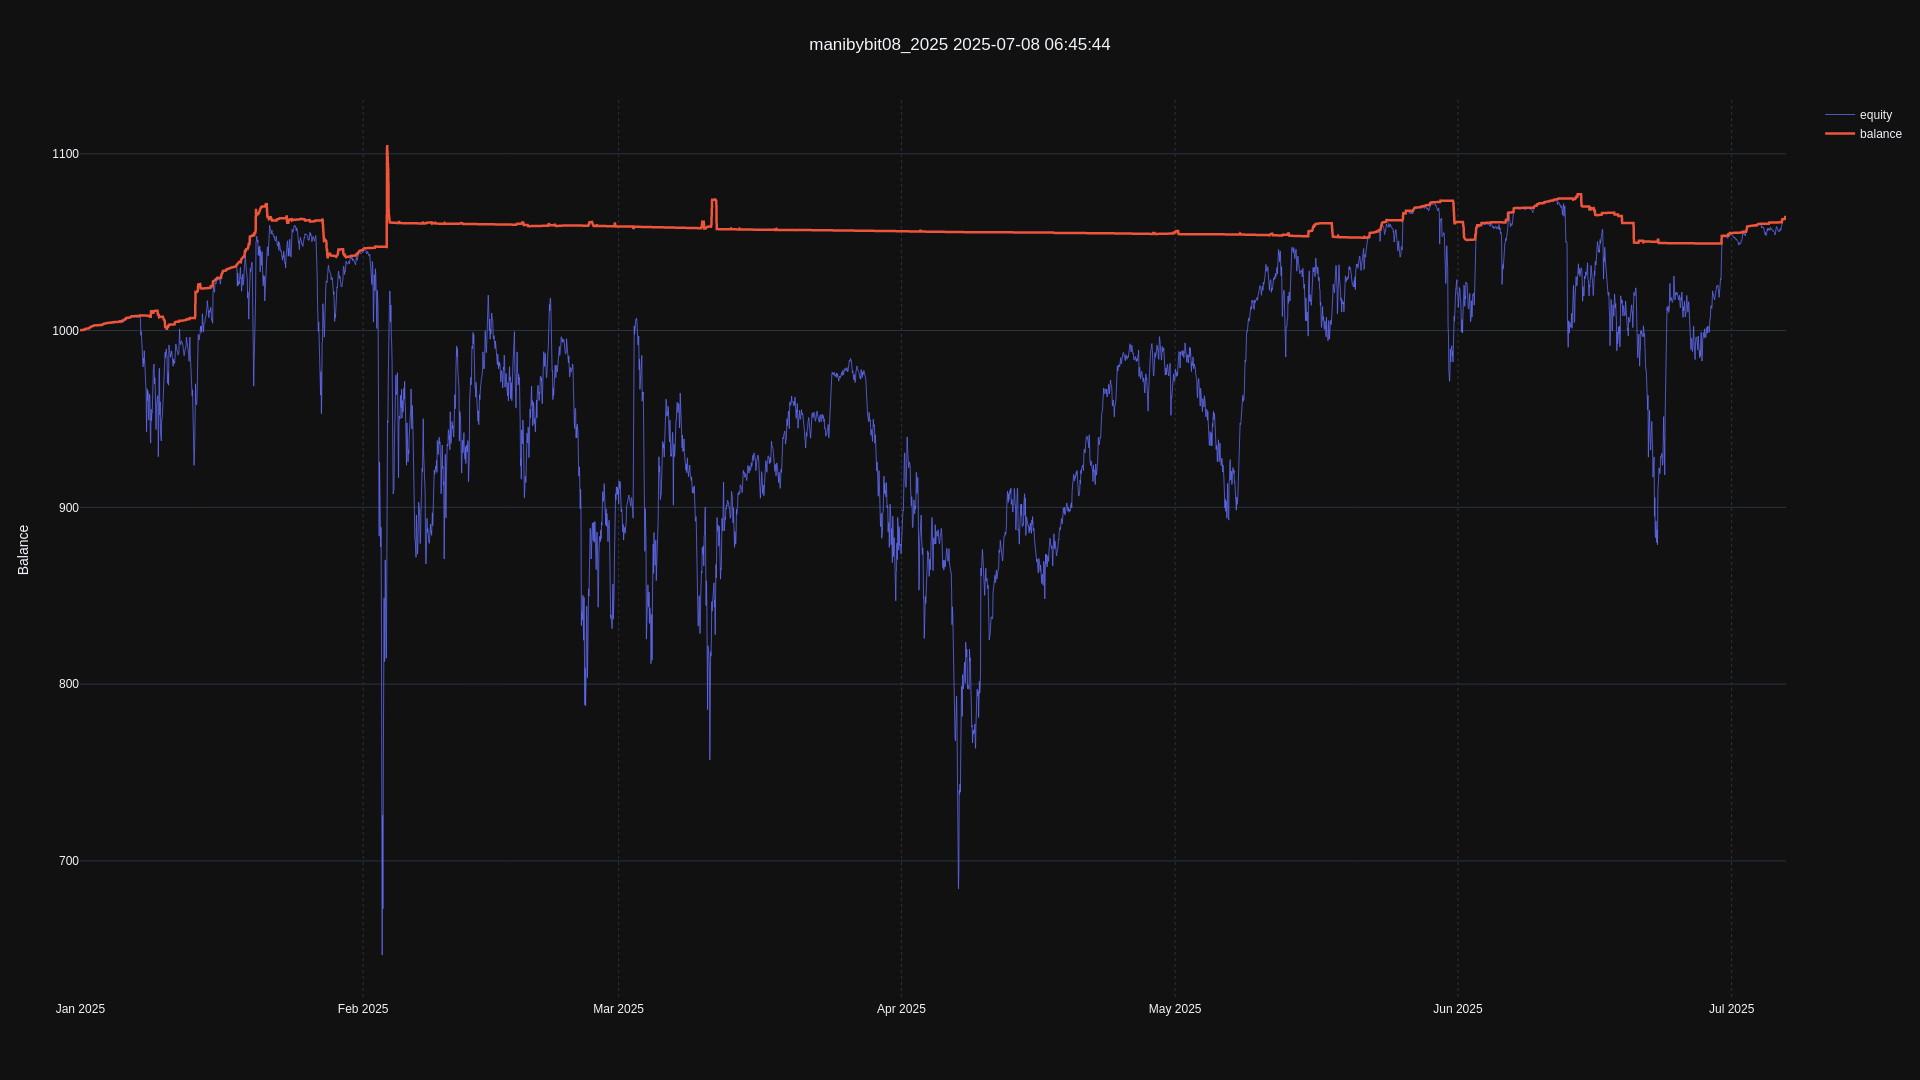 manibybit08_2025 2025-07-08 06:45:44
equity
balance
1100
1000
900
800
700
Balance
Jan 2025
Feb 2025
Mar 2025
Apr 2025
May 2025
Jun 2025
Jul 2025